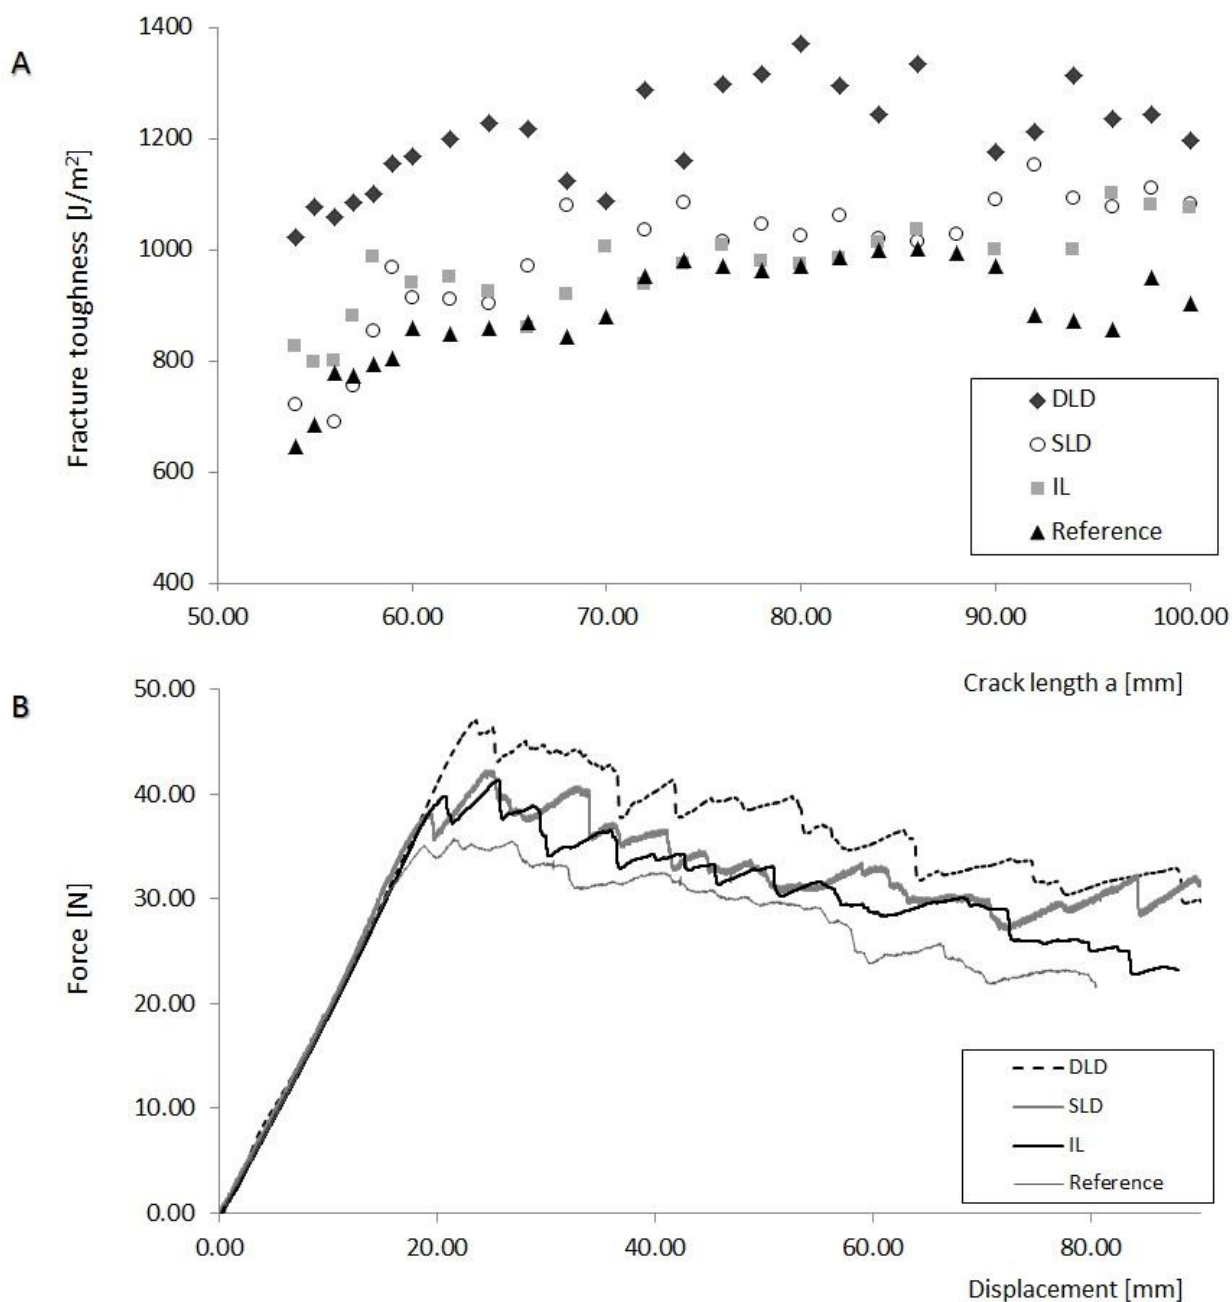 A
Fracture toughness [J/m²]
1400
1200
1000
800
600
400
50.00 60.00 70.00 80.00 90.00 100.00
Crack length a [mm]
DLD
SLD
IL
Reference
B
Force [N]
50.00
40.00
30.00
20.00
10.00
0.00
0.00 20.00 40.00 60.00 80.00
Displacement [mm]
DLD
SLD
IL
Reference